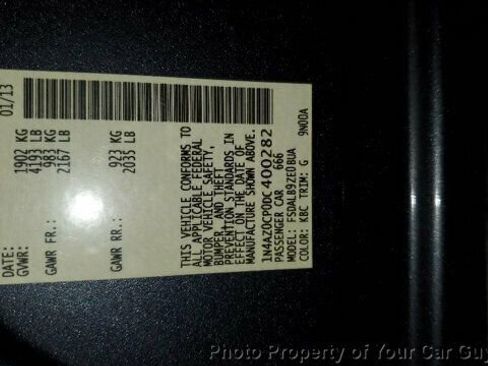 DATE: 01/13
GVWR: 1902 KG
4193 LB
GAWR FR.: 983 KG
2167 LB
GAWR RR.: 923 KG
2035 LB
THIS VEHICLE CONFORMS TO
ALL APPLICABLE FEDERAL
MOTOR VEHICLE SAFETY,
BUMPER, AND THEFT
PREVENTION STANDARDS IN
EFFECT ON THE DATE OF
MANUFACTURE SHOWN ABOVE.
1N4AZ0CP0DC400282
PASSENGER CAR 666
MODEL: FSDALB9ZE0BUA
COLOR: KBC TRIM: G 9N00A
Photo Property of Your Car Guy